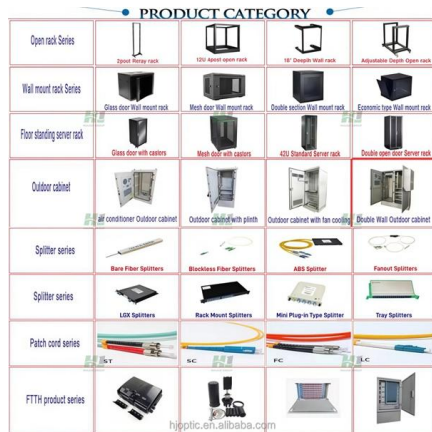 PRODUCT CATEGORY
Open rack Series
2post Relay rack
12U 4post open rack
18" Deepth Wall rack
Adjustable Depth Open rack
Wall mount rack Series
Glass door Wall mount rack
Mesh door Wall mount rack
Double section Wall mount rack
Economic type Wall mount rack
Floor standing server rack
Glass door with castors
Mesh door with castors
42U Standard Server rack
Double open door Server rack
Outdoor cabinet
air conditioner Outdoor cabinet
Outdoor cabinet with plinth
Outdoor cabinet with fan cooling
Double Wall Outdoor cabinet
Splitter series
Bare Fiber Splitters
Blockless Fiber Splitters
ABS Splitter
Fanout Splitters
Splitter series
LGX Splitters
Rack Mount Splitters
Mini Plug-in Type Splitter
Tray Splitters
Patch cord series
ST
SC
FC
LC
FTTH product series
hjoptic.en.alibaba.com